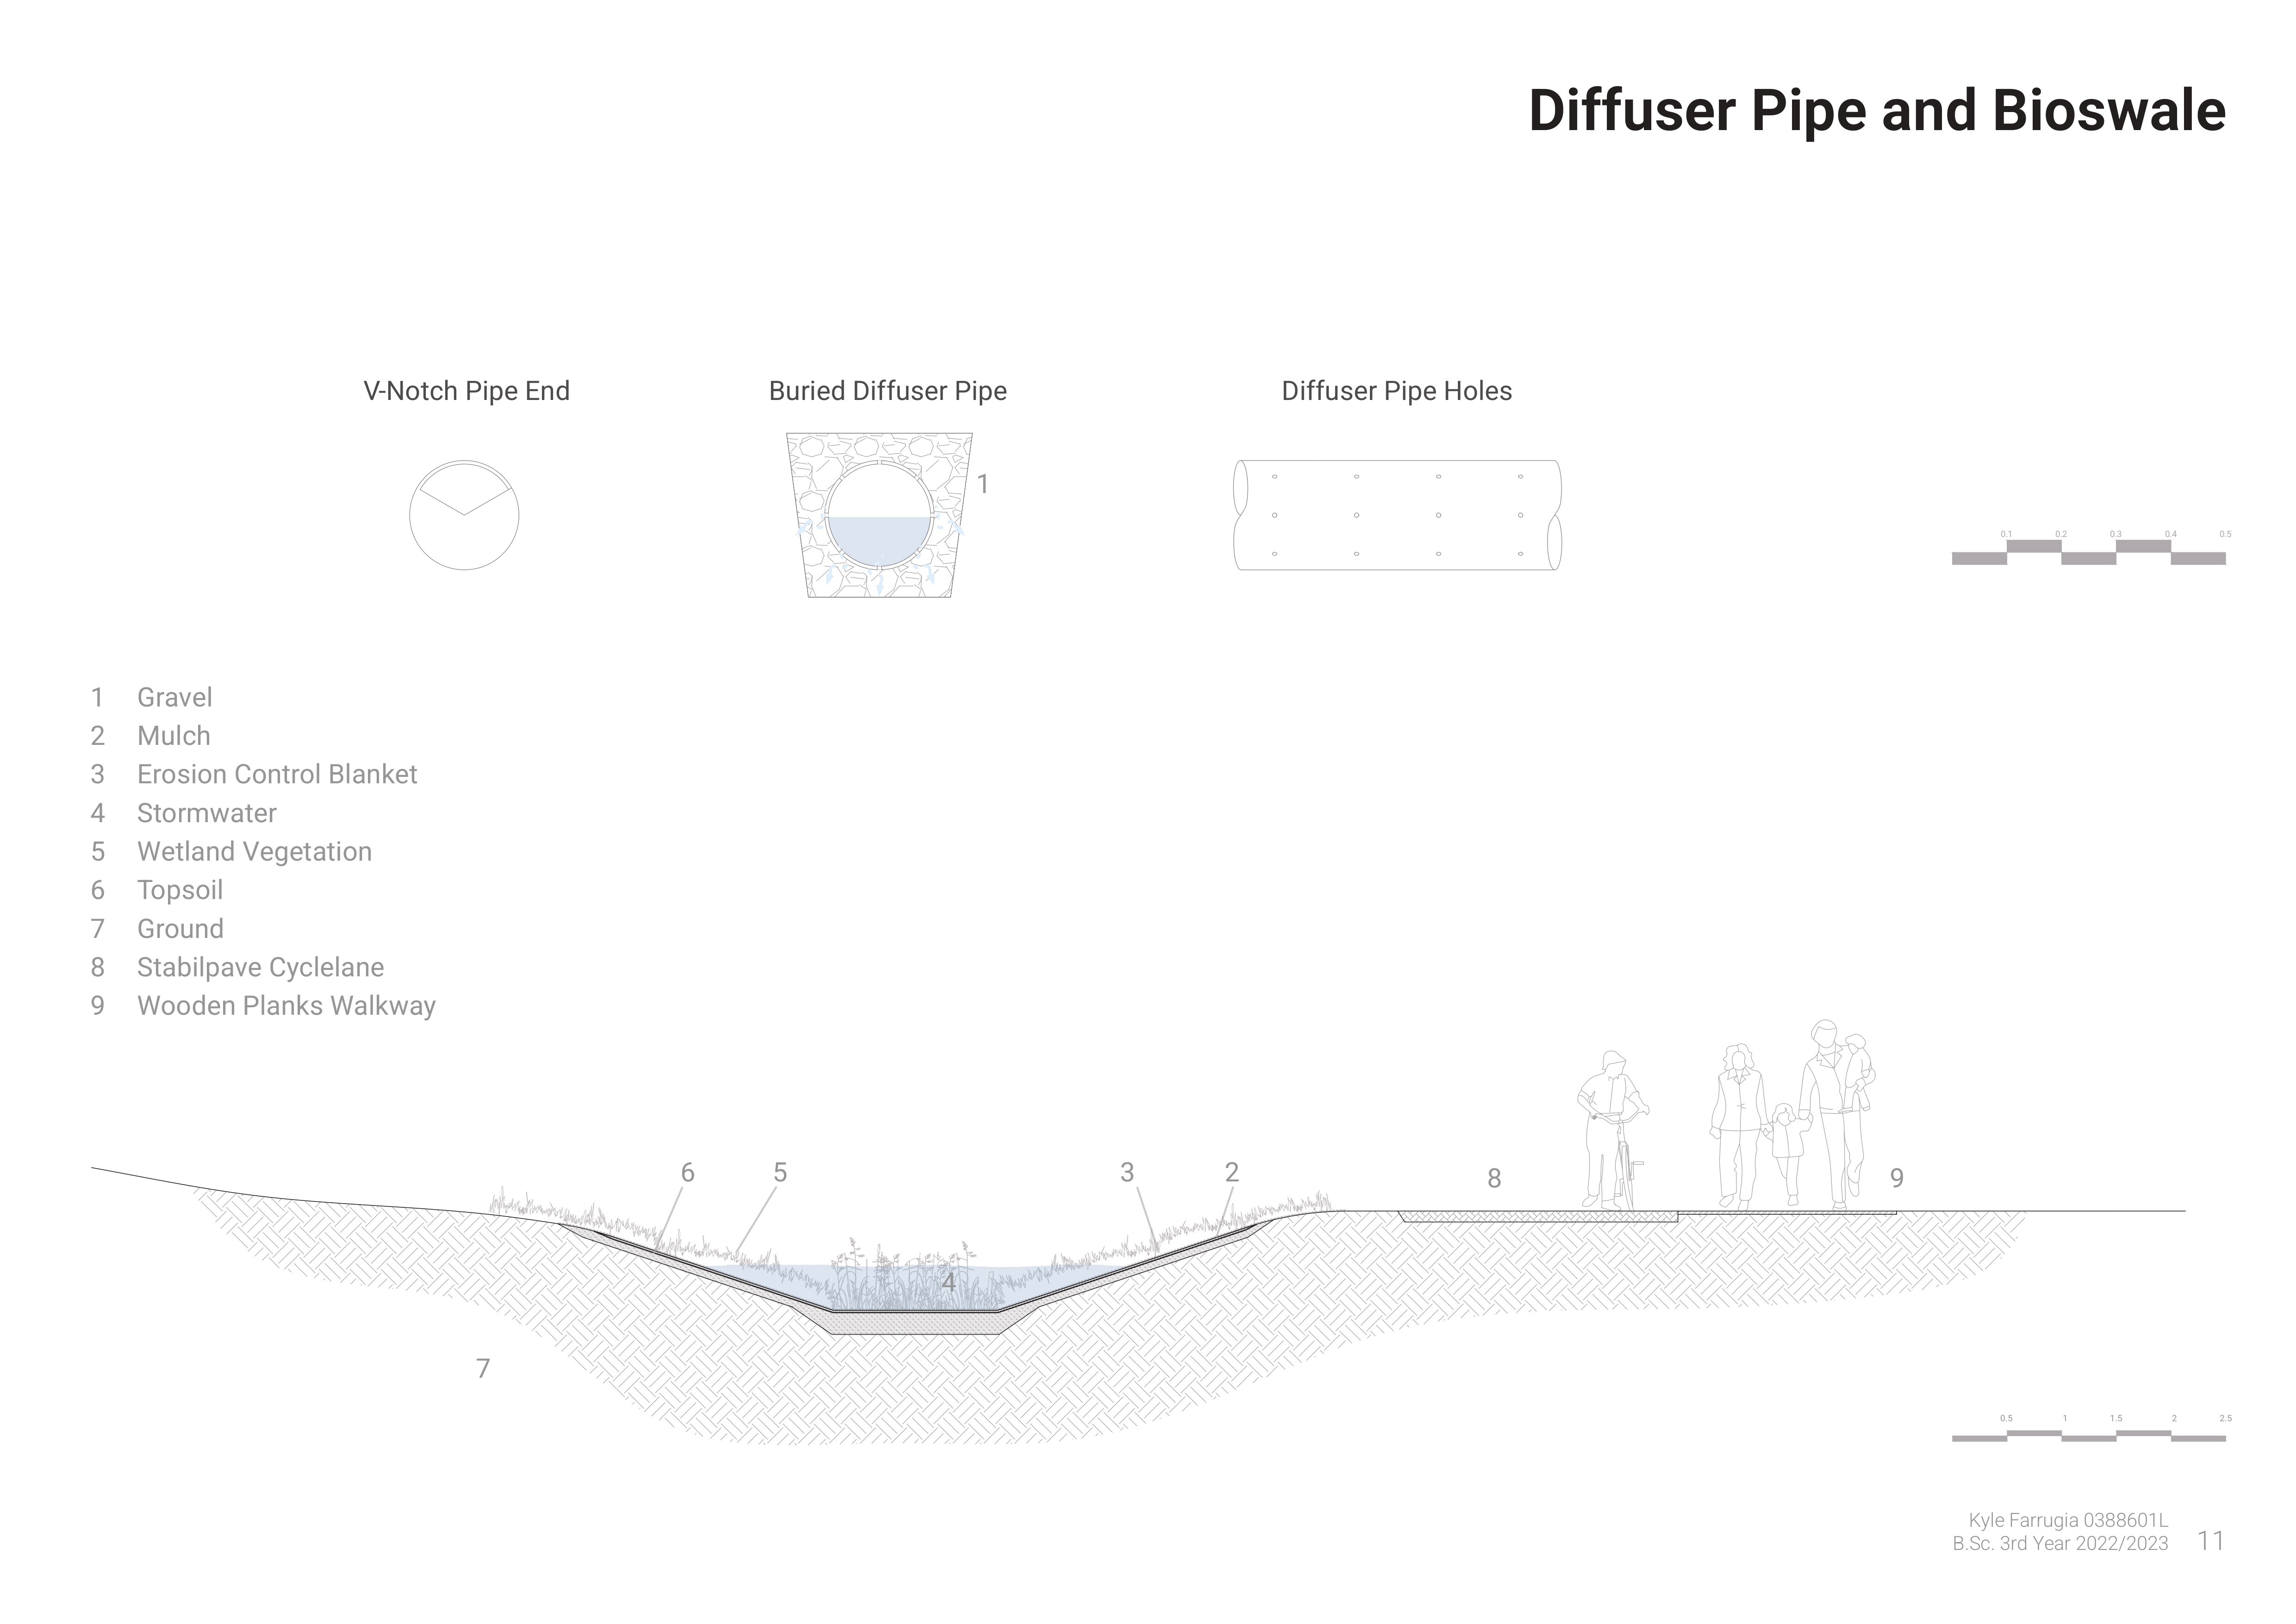 Diffuser Pipe and Bioswale
V-Notch Pipe End
Buried Diffuser Pipe
Diffuser Pipe Holes
1
0.1 0.2 0.3 0.4 0.5
1 Gravel
2 Mulch
3 Erosion Control Blanket
4 Stormwater
5 Wetland Vegetation
6 Topsoil
7 Ground
8 Stabilpave Cyclelane
9 Wooden Planks Walkway
6 5 3 2 8 9
4
7
0.5 1 1.5 2 2.5
Kyle Farrugia 0388601L
B.Sc. 3rd Year 2022/2023 11